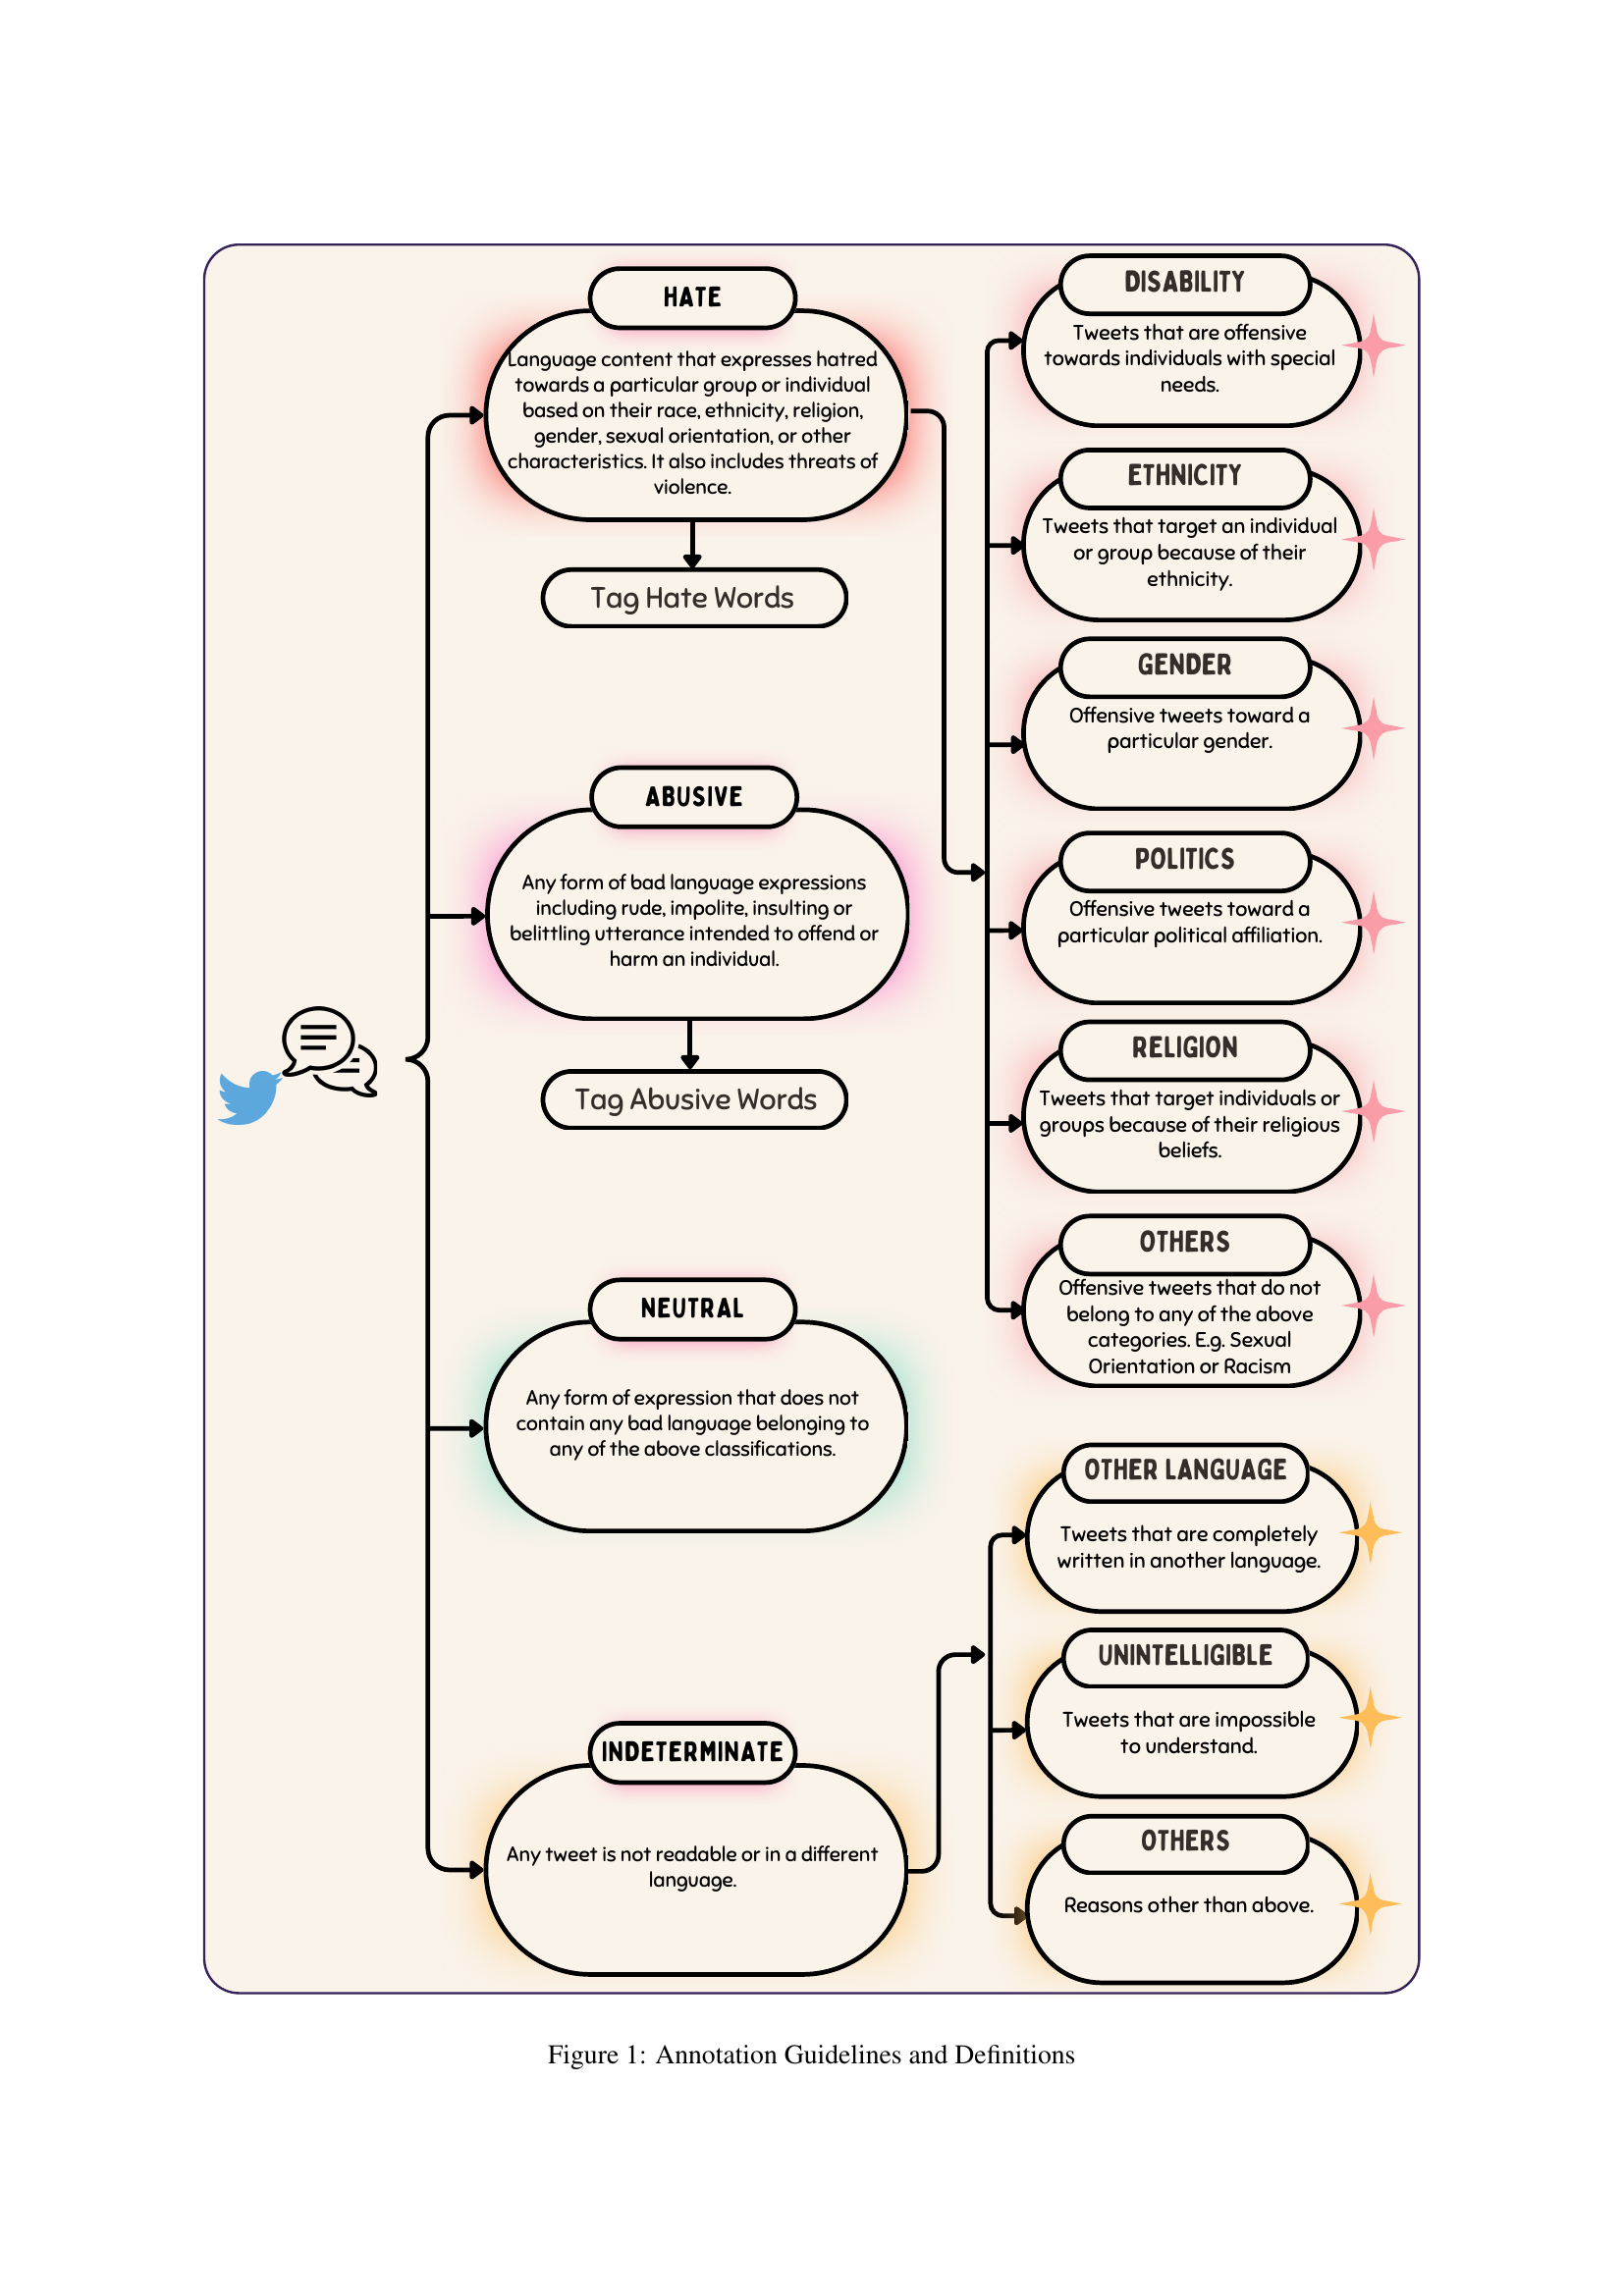 HATE
Language content that expresses hatred
towards a particular group or individual
based on their race, ethnicity, religion,
gender, sexual orientation, or other
characteristics. It also includes threats of
violence.
Tag Hate Words
ABUSIVE
Any form of bad language expressions
including rude, impolite, insulting or
belittling utterance intended to offend or
harm an individual.
Tag Abusive Words
NEUTRAL
Any form of expression that does not
contain any bad language belonging to
any of the above classifications.
INDETERMINATE
Any tweet is not readable or in a different
language.
DISABILITY
Tweets that are offensive
towards individuals with special
needs.
ETHNICITY
Tweets that target an individual
or group because of their
ethnicity.
GENDER
Offensive tweets toward a
particular gender.
POLITICS
Offensive tweets toward a
particular political affiliation.
RELIGION
Tweets that target individuals or
groups because of their religious
beliefs.
OTHERS
Offensive tweets that do not
belong to any of the above
categories. E.g. Sexual
Orientation or Racism
OTHER LANGUAGE
Tweets that are completely
written in another language.
UNINTELLIGIBLE
Tweets that are impossible
to understand.
OTHERS
Reasons other than above.
Figure 1: Annotation Guidelines and Definitions